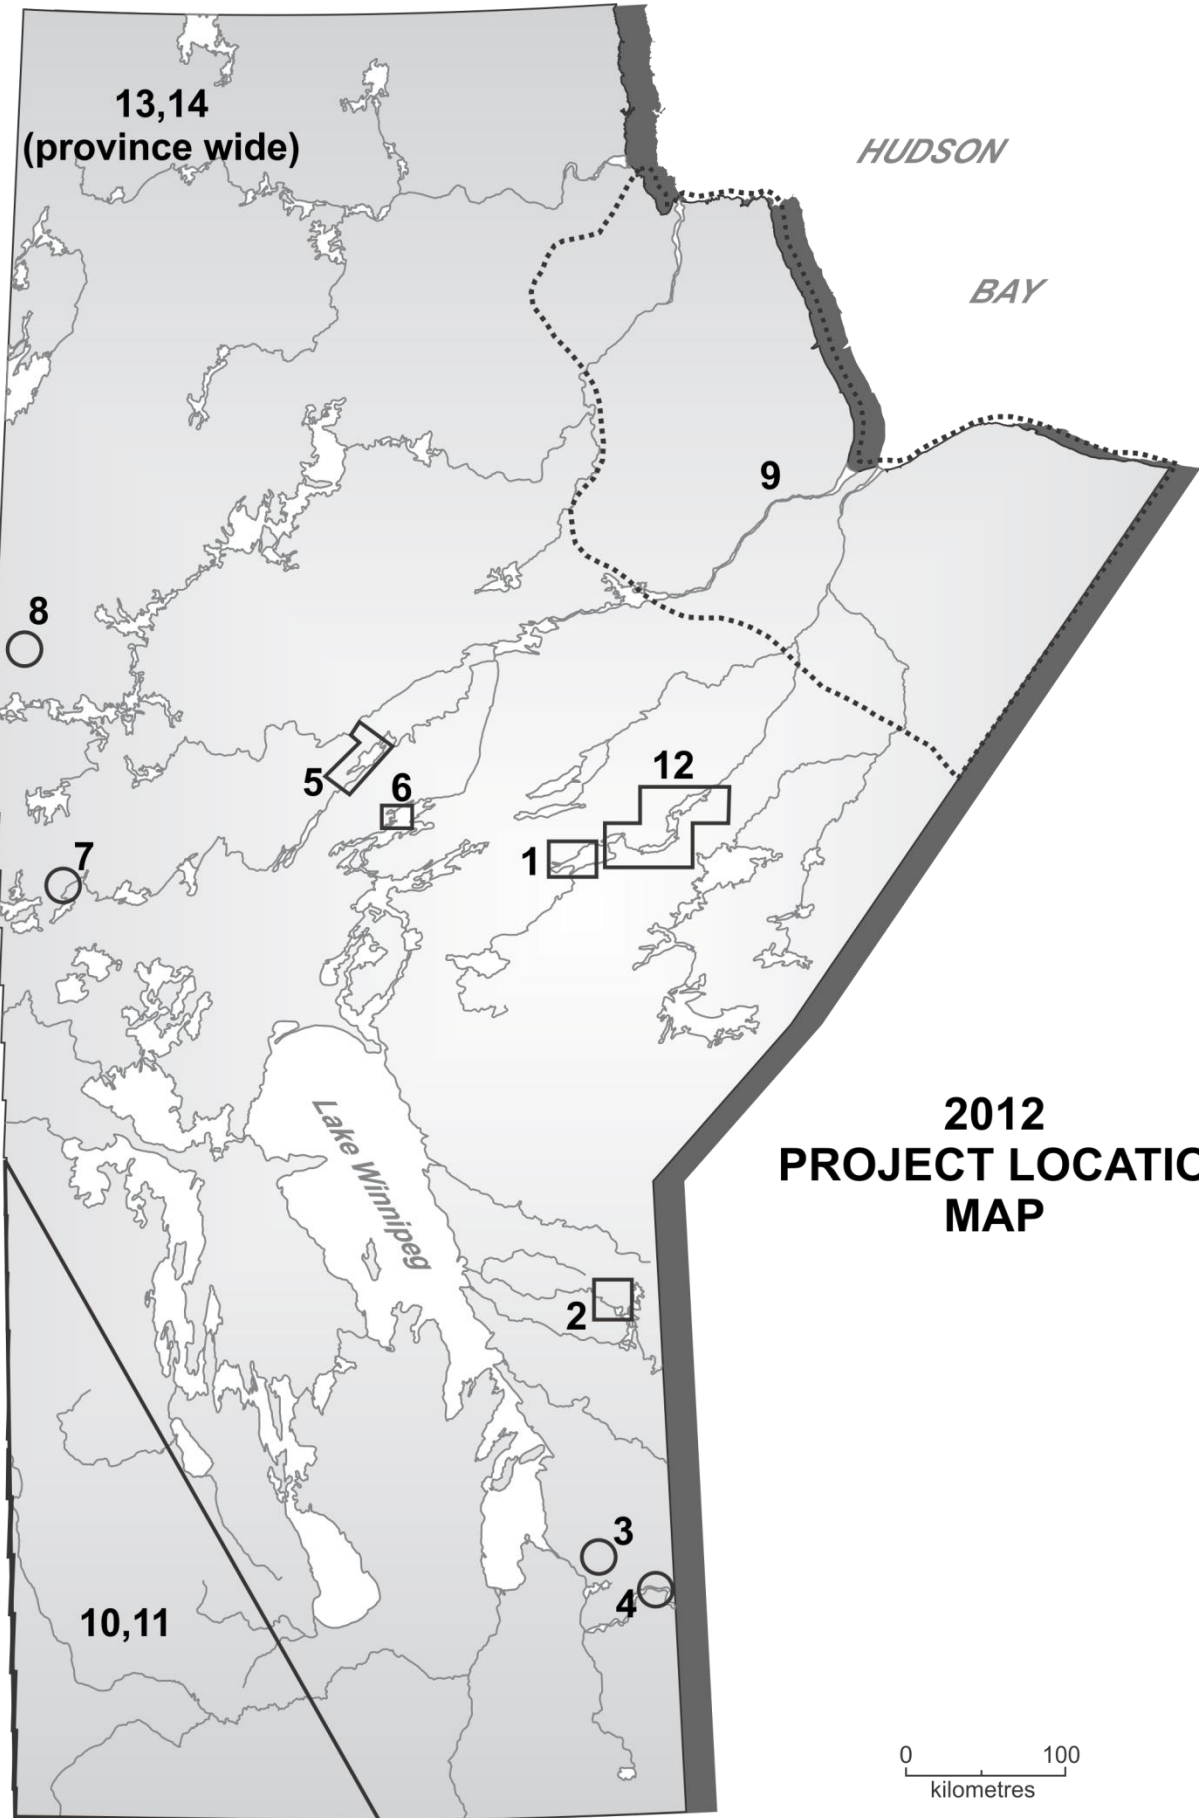 13,14
(province wide)
HUDSON
BAY
9
8
5
6
12
1
7
Lake Winnipeg
2012
PROJECT LOCATIO
MAP
2
3
4
10,11
0 100
kilometres